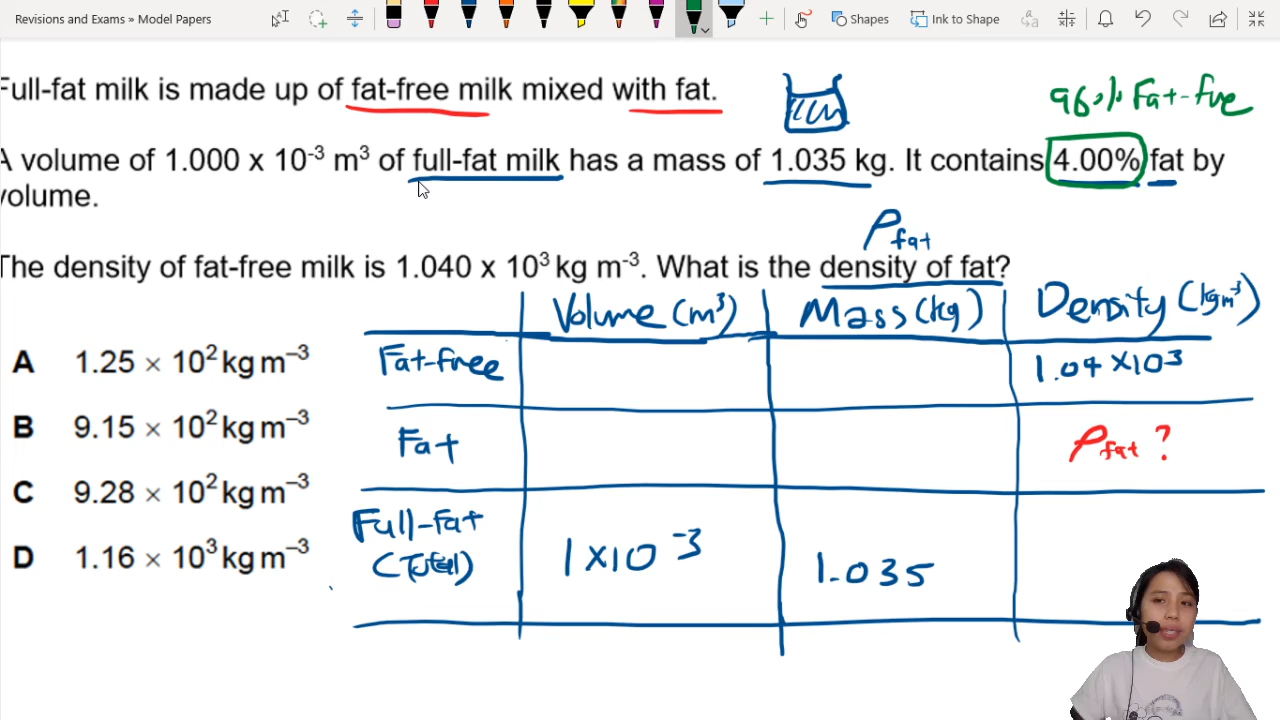 Revisions and Exams » Model Papers
Shapes
Ink to Shape
Full-fat milk is made up of fat-free milk mixed with fat.
96% Fat-free
A volume of 1.000 x 10⁻³ m³ of full-fat milk has a mass of 1.035 kg. It contains 4.00% fat by
volume.
ρfat
The density of fat-free milk is 1.040 x 10³ kg m⁻³. What is the density of fat?
Volume (m³) Mass (kg) Density (kgm⁻³)
A 1.25 × 10² kg m⁻³
Fat-free 1.04 × 10³
B 9.15 × 10² kg m⁻³
Fat ρfat ?
C 9.28 × 10² kg m⁻³
Full-fat
(Total) 1 × 10⁻³ 1.035
D 1.16 × 10³ kg m⁻³